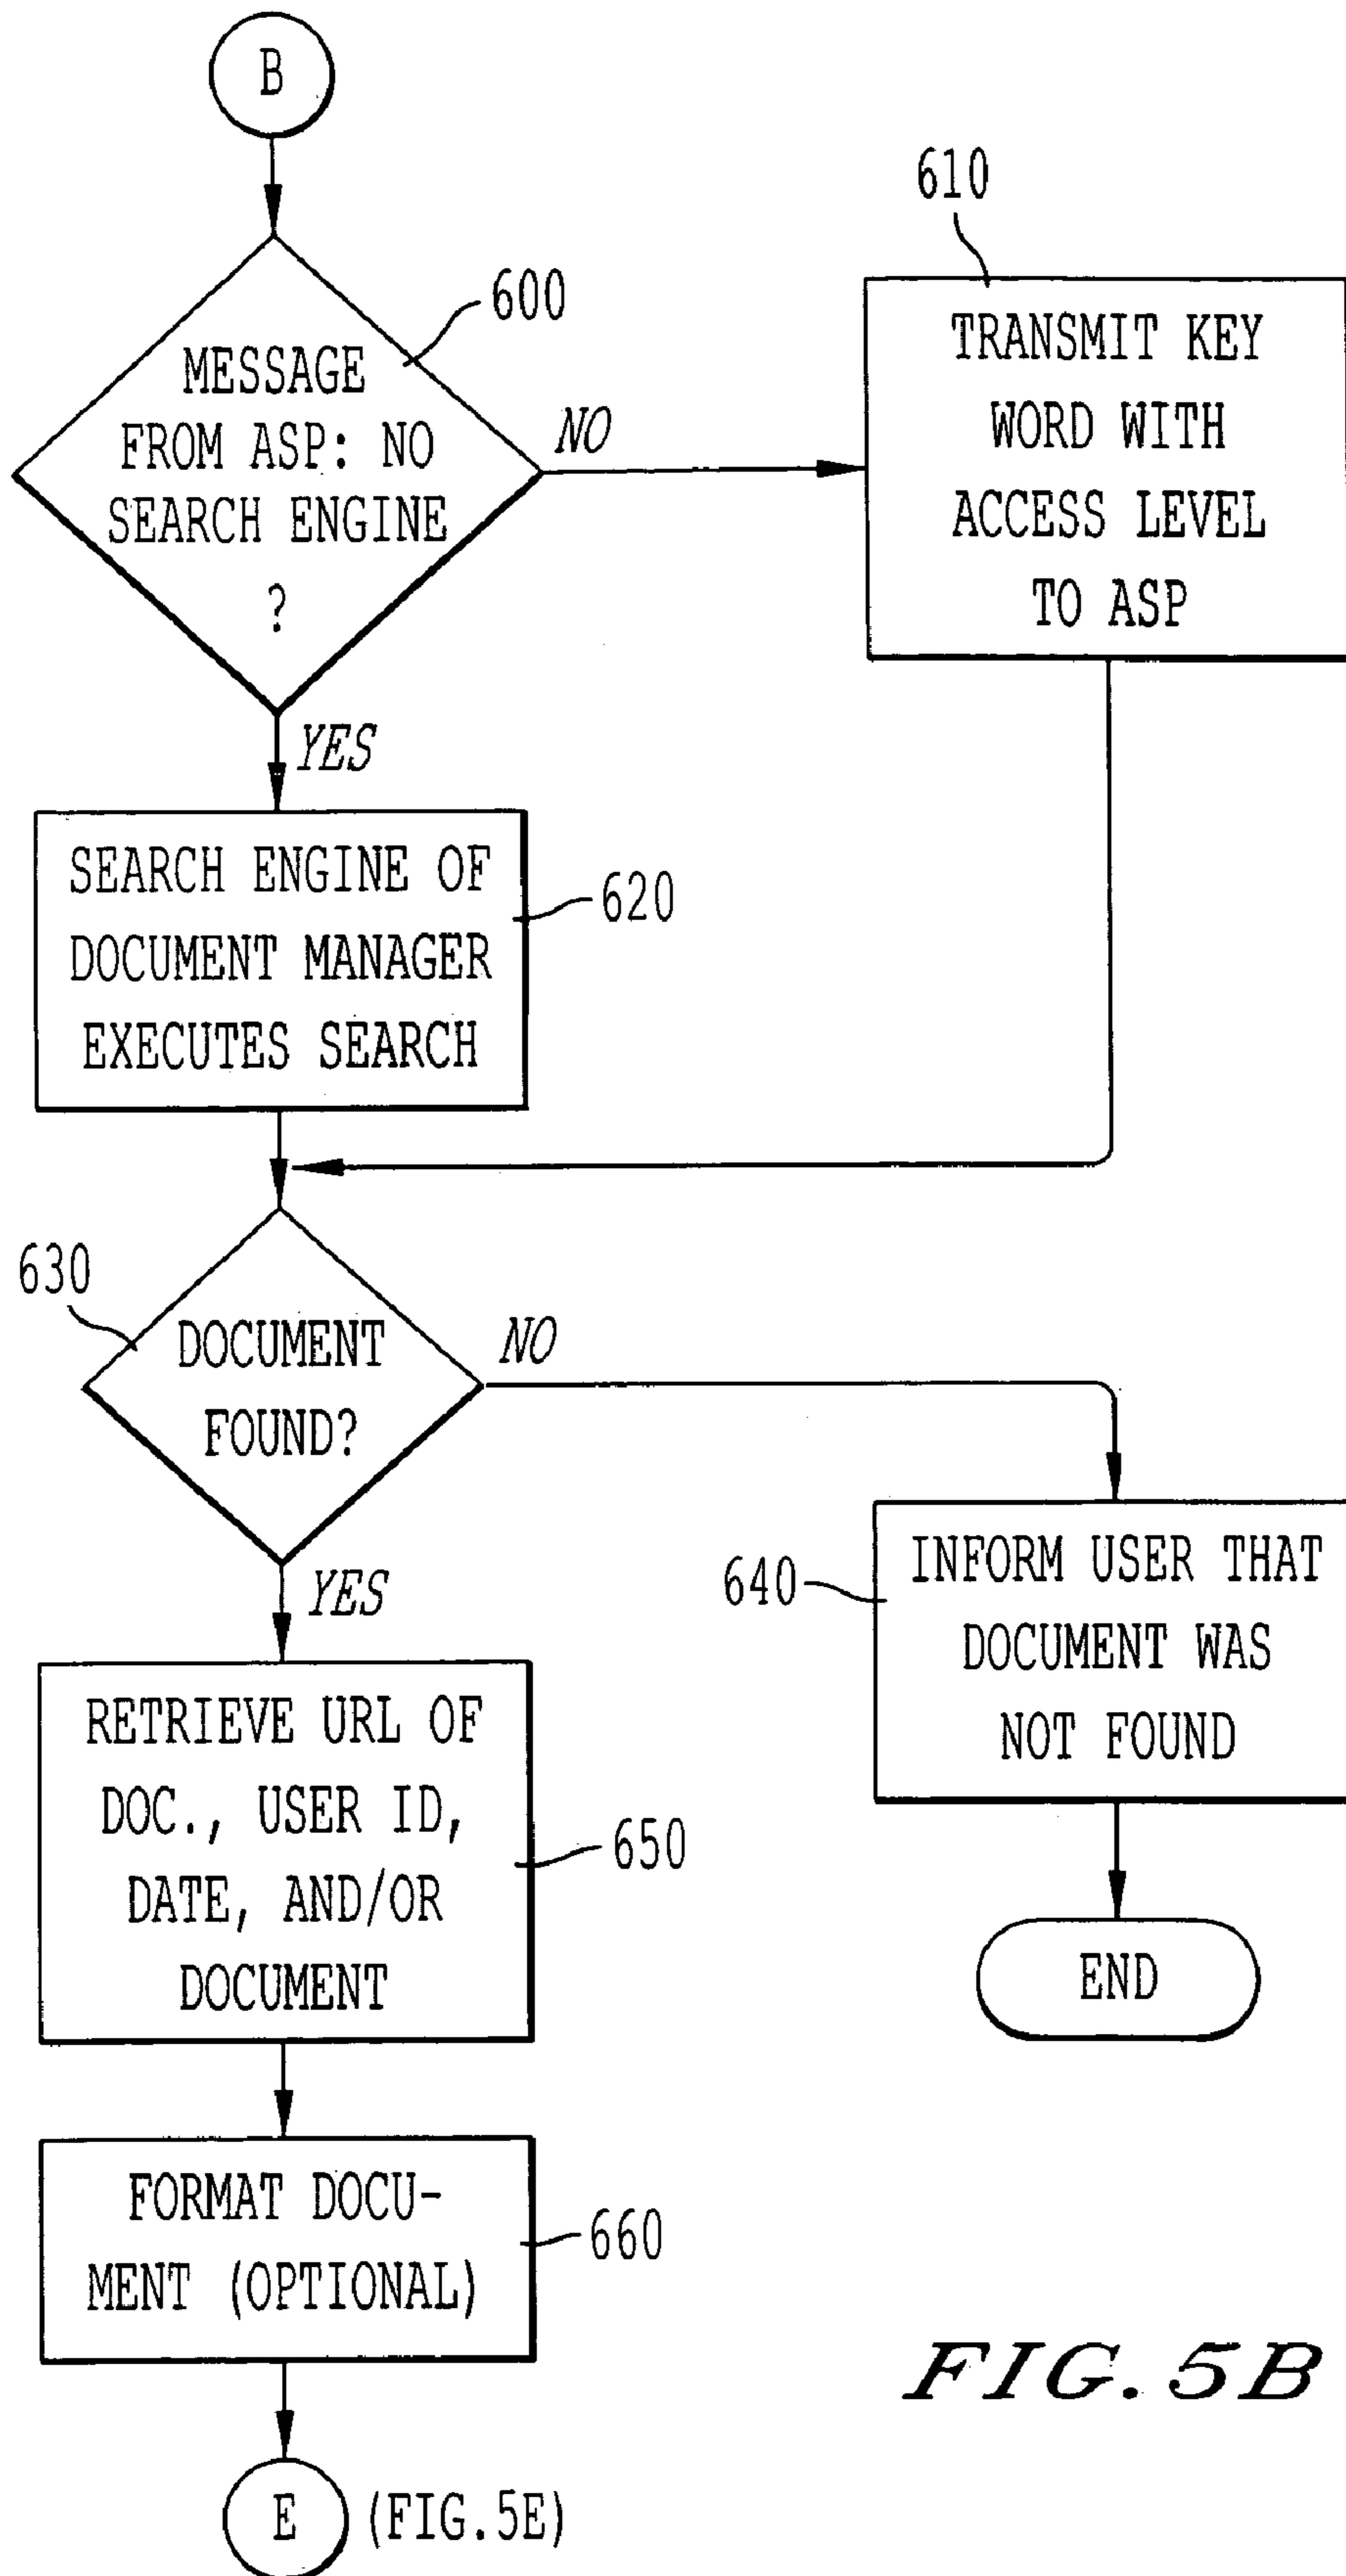 B
600
MESSAGE
FROM ASP: NO
SEARCH ENGINE
?
NO
YES
610
TRANSMIT KEY
WORD WITH
ACCESS LEVEL
TO ASP
SEARCH ENGINE OF
DOCUMENT MANAGER
EXECUTES SEARCH
620
630
DOCUMENT
FOUND?
NO
YES
640
INFORM USER THAT
DOCUMENT WAS
NOT FOUND
END
RETRIEVE URL OF
DOC., USER ID,
DATE, AND/OR
DOCUMENT
650
FORMAT DOCU-
MENT (OPTIONAL)
660
E (FIG.5E)
FIG.5B